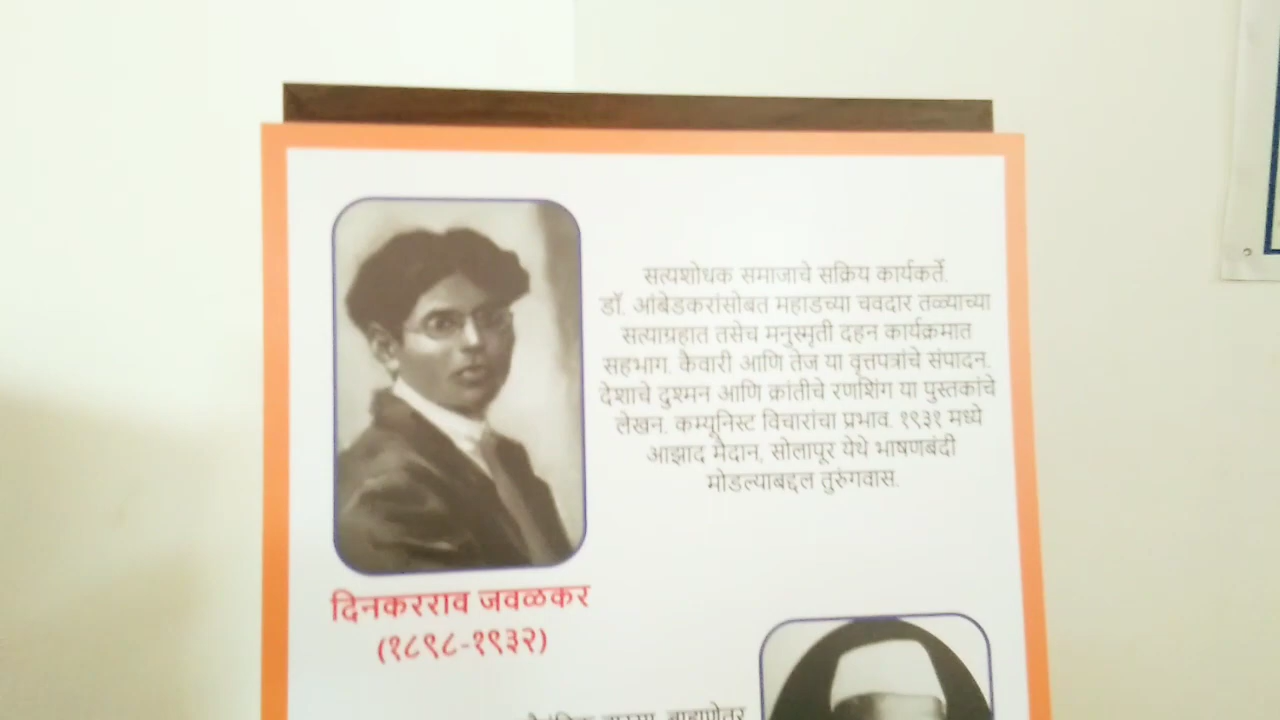 सत्यशोधक समाजाचे सक्रिय कार्यकर्ते.
डॉ. आंबेडकरांसोबत महाडच्या चवदार तळ्याच्या
सत्याग्रहात तसेच मनुस्मृती दहन कार्यक्रमात
सहभाग. कैवारी आणि तेज या वृत्तपत्रांचे संपादन.
देशाचे दुश्मन आणि क्रांतीचे रणशिंग या पुस्तकांचे
लेखन. कम्यूनिस्ट विचारांचा प्रभाव. १९३१ मध्ये
आझाद मैदान, सोलापूर येथे भाषणबंदी
मोडल्याबद्दल तुरुंगवास.
दिनकरराव जवळकर
(१८९८-१९३२)
ब्राह्मणेतर